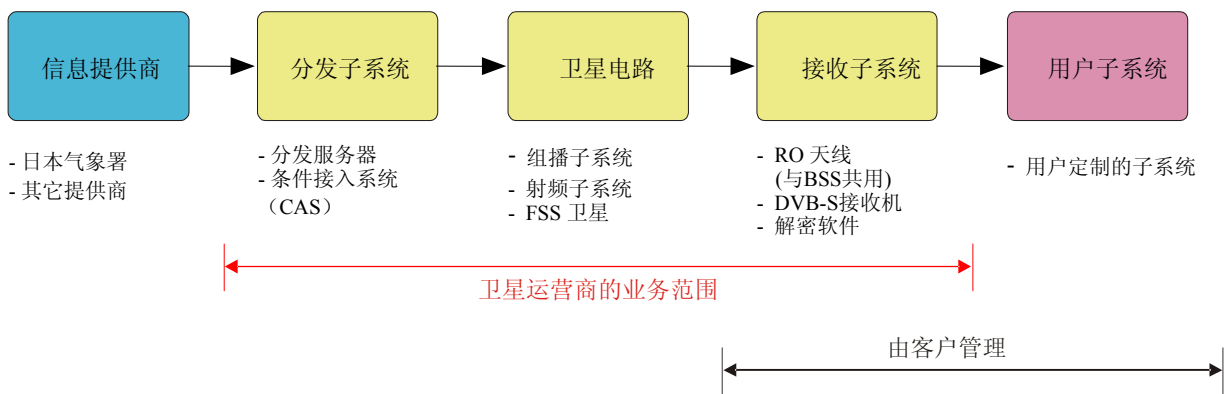 信息提供商
分发子系统
卫星电路
接收子系统
用户子系统
- 日本气象署
- 其它提供商
- 分发服务器
- 条件接入系统
（CAS）
- 组播子系统
- 射频子系统
- FSS 卫星
- RO 天线
(与BSS共用)
- DVB-S接收机
- 解密软件
- 用户定制的子系统
卫星运营商的业务范围
由客户管理